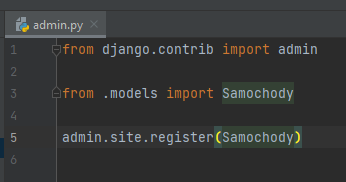 admin.py
1 from django.contrib import admin
2
3 from .models import Samochody
4
5 admin.site.register(Samochody)
6